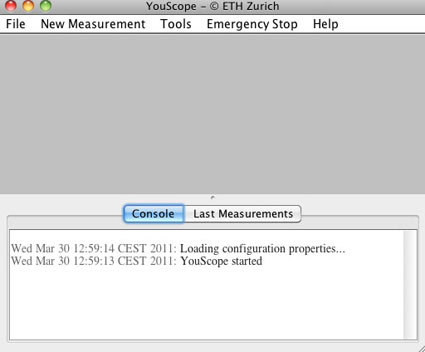 YouScope - © ETH Zurich
File New Measurement Tools Emergency Stop Help
Console Last Measurements
Wed Mar 30 12:59:14 CEST 2011: Loading configuration properties...
Wed Mar 30 12:59:13 CEST 2011: YouScope started